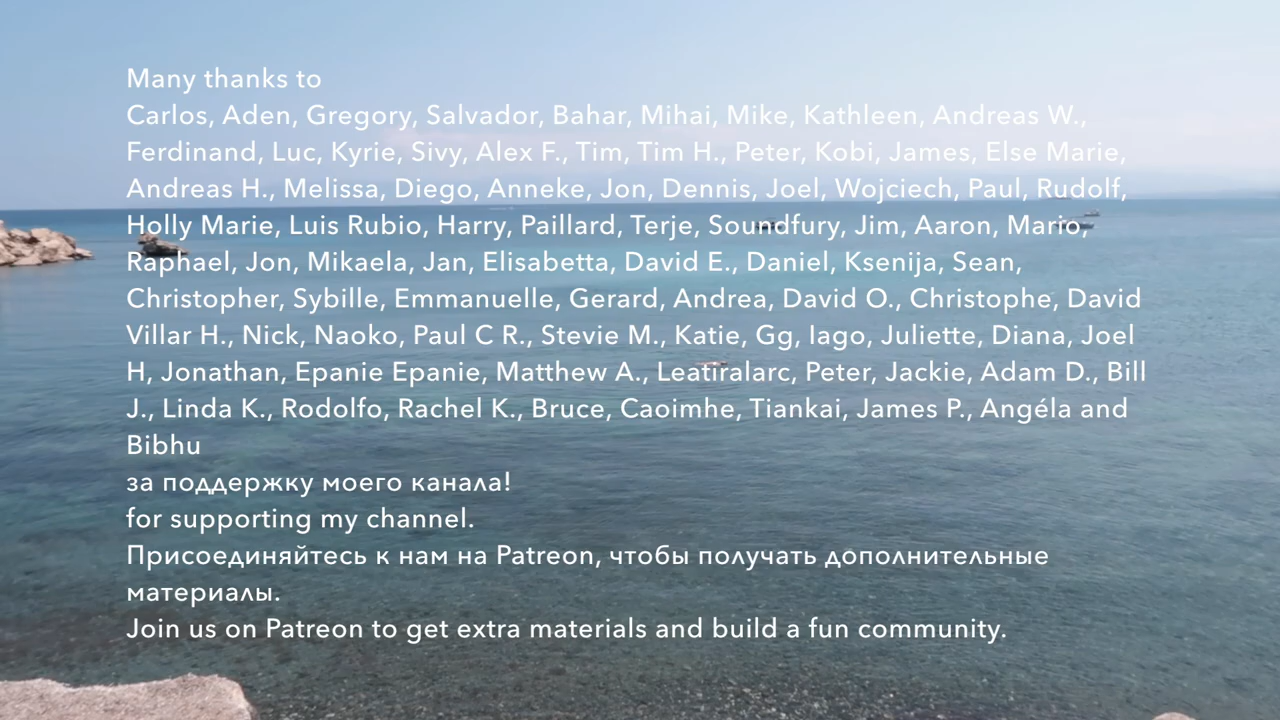 Many thanks to
Carlos, Aden, Gregory, Salvador, Bahar, Mihai, Mike, Kathleen, Andreas W.,
Ferdinand, Luc, Kyrie, Sivy, Alex F., Tim, Tim H., Peter, Kobi, James, Else Marie,
Andreas H., Melissa, Diego, Anneke, Jon, Dennis, Joel, Wojciech, Paul, Rudolf,
Holly Marie, Luis Rubio, Harry, Paillard, Terje, Soundfury, Jim, Aaron, Mario,
Raphael, Jon, Mikaela, Jan, Elisabetta, David E., Daniel, Ksenija, Sean,
Christopher, Sybille, Emmanuelle, Gerard, Andrea, David O., Christophe, David
Villar H., Nick, Naoko, Paul C R., Stevie M., Katie, Gg, Iago, Juliette, Diana, Joel
H, Jonathan, Epanie Epanie, Matthew A., Leatiralarc, Peter, Jackie, Adam D., Bill
J., Linda K., Rodolfo, Rachel K., Bruce, Caoimhe, Tiankai, James P., Angéla and
Bibhu
за поддержку моего канала!
for supporting my channel.
Присоединяйтесь к нам на Patreon, чтобы получать дополнительные
материалы.
Join us on Patreon to get extra materials and build a fun community.